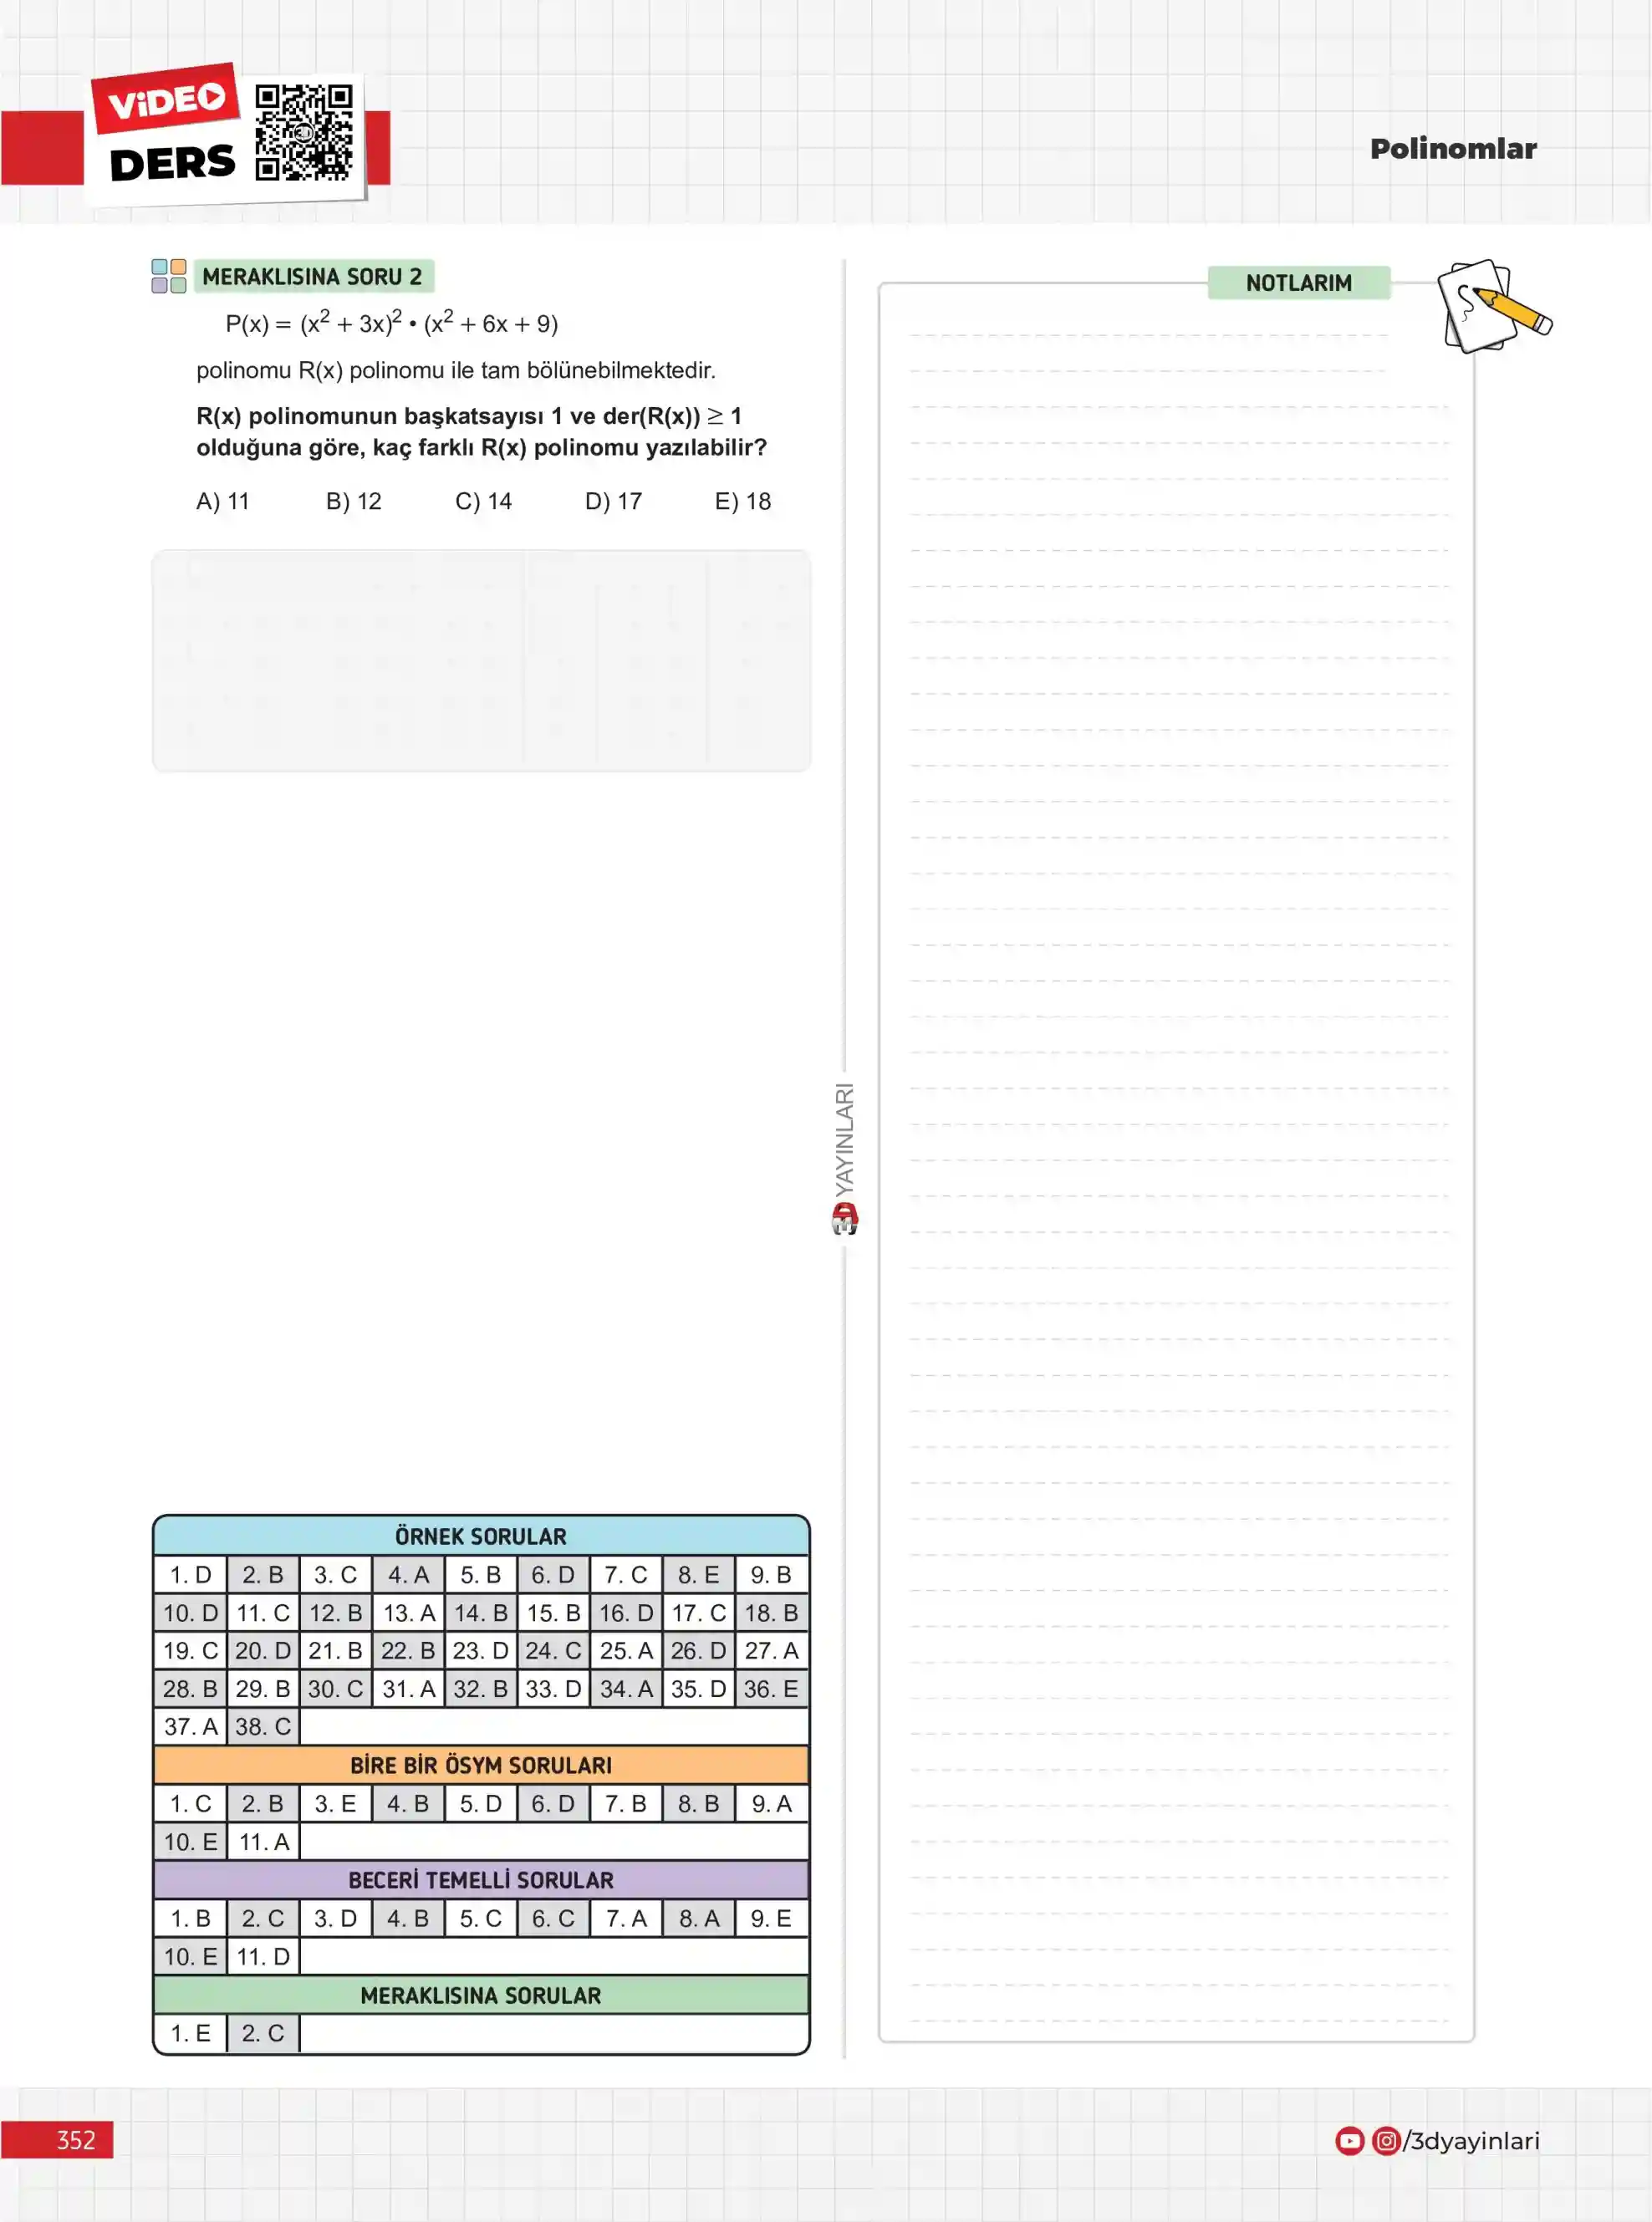 VİDEO
DERS
Polinomlar
MERAKLISINA SORU 2
P(x) = (x² + 3x)² • (x² + 6x + 9)
polinomu R(x) polinomu ile tam bölünebilmektedir.
R(x) polinomunun başkatsayısı 1 ve der(R(x)) ≥ 1
olduğuna göre, kaç farklı R(x) polinomu yazılabilir?
A) 11 B) 12 C) 14 D) 17 E) 18
NOTLARIM
YAYINLARI
ÖRNEK SORULAR
1. D 2. B 3. C 4. A 5. B 6. D 7. C 8. E 9. B
10. D 11. C 12. B 13. A 14. B 15. B 16. D 17. C 18. B
19. C 20. D 21. B 22. B 23. D 24. C 25. A 26. D 27. A
28. B 29. B 30. C 31. A 32. B 33. D 34. A 35. D 36. E
37. A 38. C
BİRE BİR ÖSYM SORULARI
1. C 2. B 3. E 4. B 5. D 6. D 7. B 8. B 9. A
10. E 11. A
BECERİ TEMELLİ SORULAR
1. B 2. C 3. D 4. B 5. C 6. C 7. A 8. A 9. E
10. E 11. D
MERAKLISINA SORULAR
1. E 2. C
352
/3dyayinlari